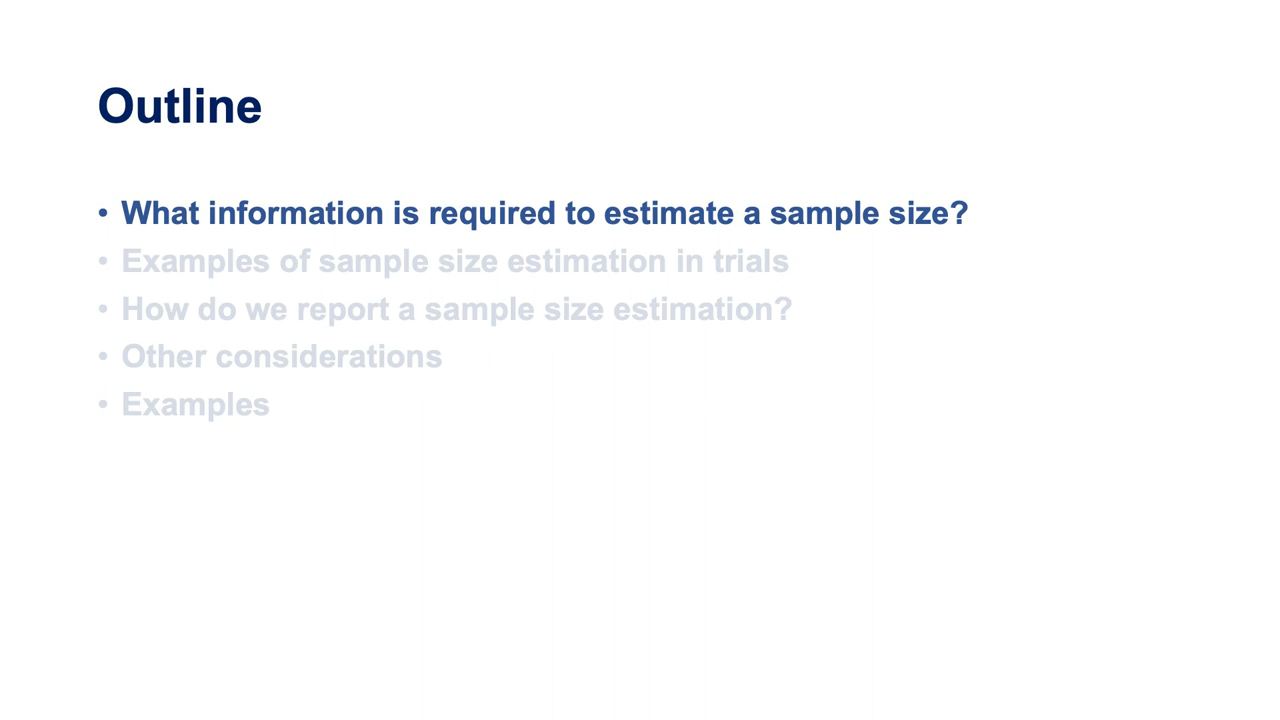 Outline
• What information is required to estimate a sample size?
• Examples of sample size estimation in trials
• How do we report a sample size estimation?
• Other considerations
• Examples